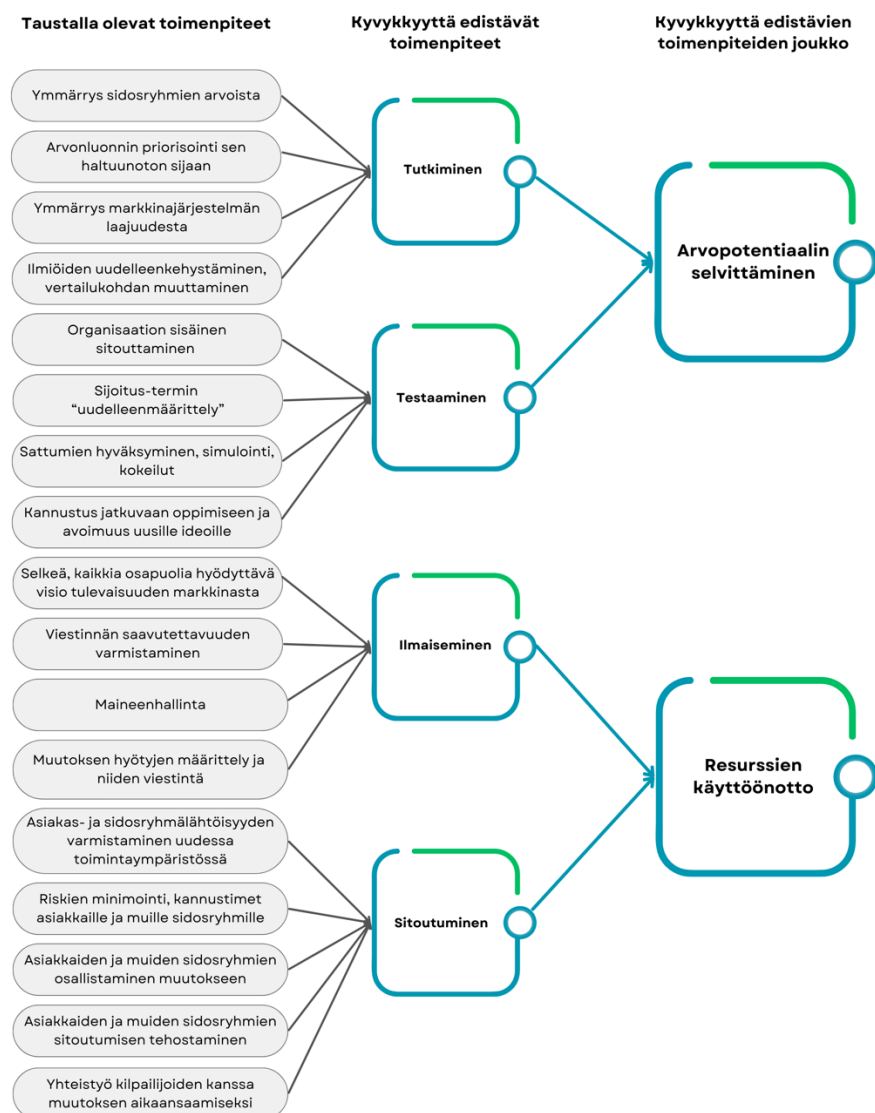 Taustalla olevat toimenpiteet
Kyvykkyyttä edistävät
toimenpiteet
Kyvykkyyttä edistävien
toimenpiteiden joukko
Ymmärrys sidosryhmien arvoista
Arvonluonnin priorisointi sen
haltuunoton sijaan
Ymmärrys markkinajärjestelmän
laajuudesta
Ilmiöiden uudelleenkehystäminen,
vertailukohdan muuttaminen
Tutkiminen
Arvopotentiaalin
selvittäminen
Organisaation sisäinen
sitouttaminen
Sijoitus-termin
“uudelleenmäärittely”
Sattumien hyväksyminen, simulointi,
kokeilut
Kannustus jatkuvaan oppimiseen ja
avoimuus uusille ideoille
Testaaminen
Selkeä, kaikkia osapuolia hyödyttävä
visio tulevaisuuden markkinasta
Viestinnän saavutettavuuden
varmistaminen
Maineenhallinta
Muutoksen hyötyjen määrittely ja
niiden viestintä
Ilmaiseminen
Resurssien
käyttöönotto
Asiakas- ja sidosryhmälähtöisyyden
varmistaminen uudessa
toimintaympäristössä
Riskien minimointi, kannustimet
asiakkaille ja muille sidosryhmille
Asiakkaiden ja muiden sidosryhmien
osallistaminen muutokseen
Asiakkaiden ja muiden sidosryhmien
sitoutumisen tehostaminen
Yhteistyö kilpailijoiden kanssa
muutoksen aikaansaamiseksi
Sitoutuminen